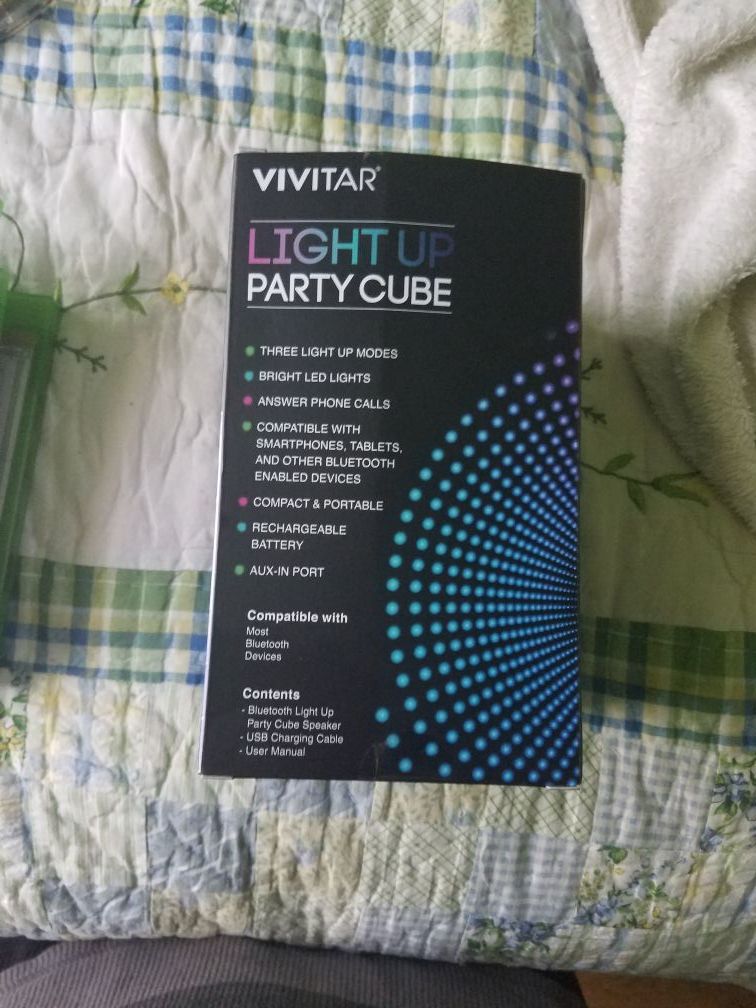 VIVITAR®
LIGHT UP
PARTY CUBE
THREE LIGHT UP MODES
BRIGHT LED LIGHTS
ANSWER PHONE CALLS
COMPATIBLE WITH
SMARTPHONES, TABLETS,
AND OTHER BLUETOOTH
ENABLED DEVICES
COMPACT & PORTABLE
RECHARGEABLE
BATTERY
AUX-IN PORT
Compatible with
Most
Bluetooth
Devices
Contents
- Bluetooth Light Up
Party Cube Speaker
- USB Charging Cable
- User Manual